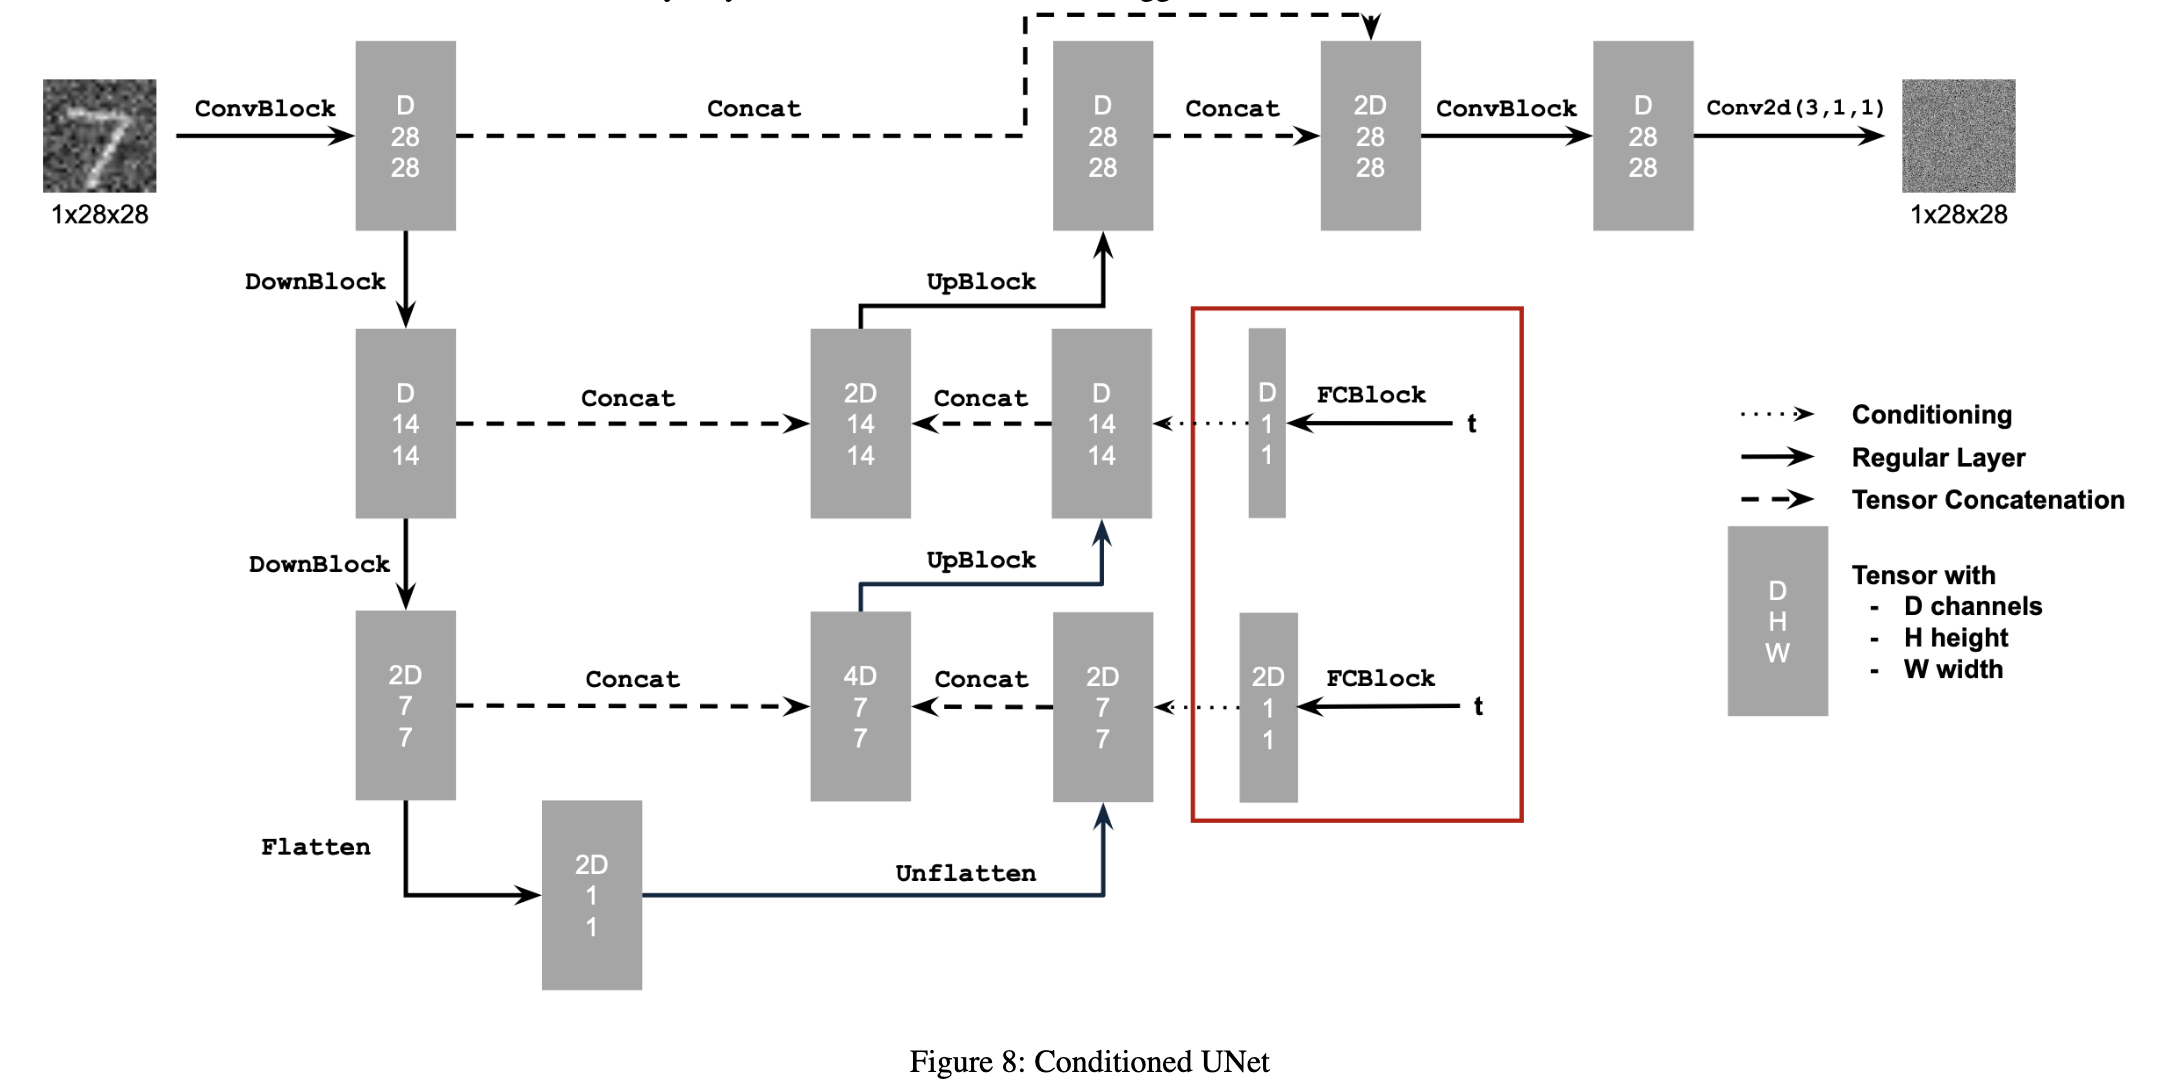 ConvBlock
D
28
28
Concat
D
28
28
Concat
2D
28
28
ConvBlock
D
28
28
Conv2d(3,1,1)
1x28x28
1x28x28
DownBlock
UpBlock
D
14
14
Concat
2D
14
14
Concat
D
14
14
D
1
1
FCBlock
t
DownBlock
UpBlock
2D
7
7
Concat
4D
7
7
Concat
2D
7
7
2D
1
1
FCBlock
t
Flatten
2D
1
1
Unflatten
Conditioning
Regular Layer
Tensor Concatenation
D
H
W
Tensor with
- D channels
- H height
- W width
Figure 8: Conditioned UNet